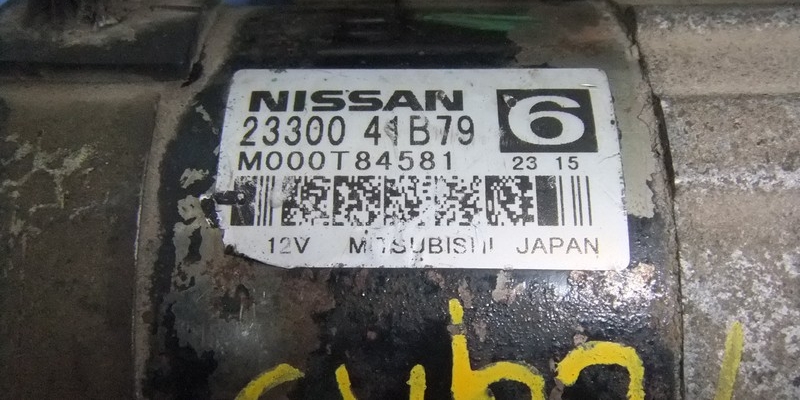 NISSAN
6
23300 41B79
M000T84581
23 15
12V MITSUBISHI JAPAN